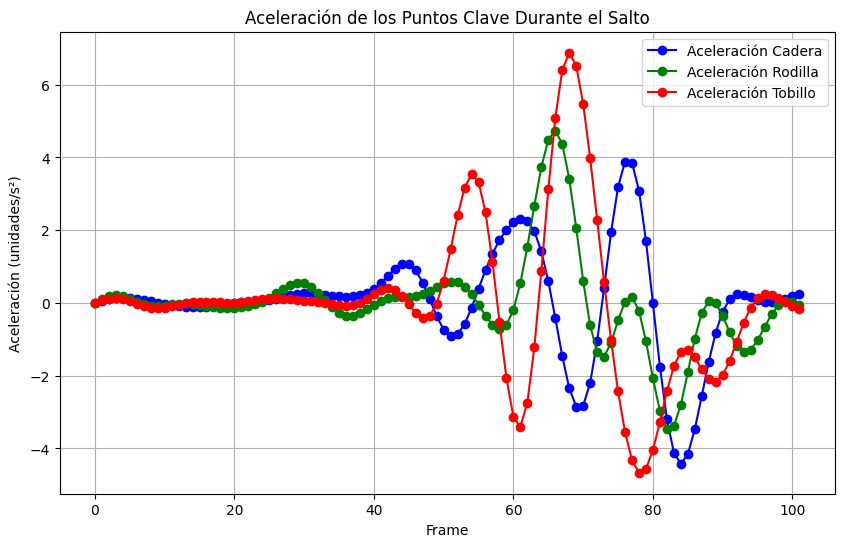 Aceleración de los Puntos Clave Durante el Salto
Aceleración Cadera
Aceleración Rodilla
Aceleración Tobillo
Aceleración (unidades/s²)
6
4
2
0
−2
−4
0 20 40 60 80 100
Frame